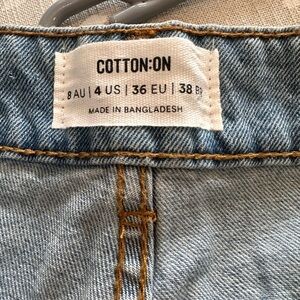 COTTON:ON
8 AU | 4 US | 36 EU | 38 BR
MADE IN BANGLADESH